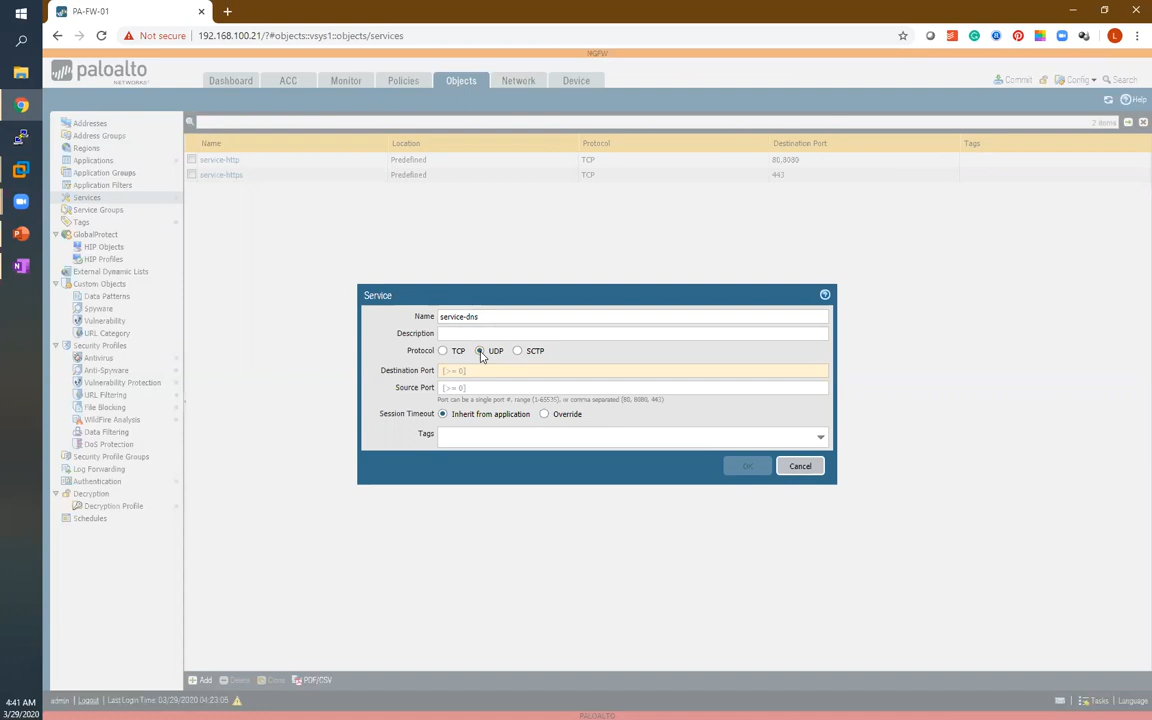 PA-FW-01
Not secure
192.168.100.21/?#objects::vsys1::objects/services
L
NGFW
paloalto
NETWORKS
Dashboard
ACC
Monitor
Policies
Objects
Network
Device
Commit
Config
Search
Help
2 items
Addresses
Address Groups
Regions
Applications
Application Groups
Application Filters
Services
Service Groups
Tags
GlobalProtect
HIP Objects
HIP Profiles
External Dynamic Lists
Custom Objects
Data Patterns
Spyware
Vulnerability
URL Category
Security Profiles
Antivirus
Anti-Spyware
Vulnerability Protection
URL Filtering
File Blocking
WildFire Analysis
Data Filtering
DoS Protection
Security Profile Groups
Log Forwarding
Authentication
Decryption
Decryption Profile
Schedules
Name Location Protocol Destination Port Tags
service-http Predefined TCP 80,8080
service-https Predefined TCP 443
Service
Name service-dns
Description
Protocol TCP UDP SCTP
Destination Port [>= 0]
Source Port [>= 0]
Port can be a single port #, range (1-65535), or comma separated (80, 8080, 443)
Session Timeout Inherit from application Override
Tags
OK Cancel
Add Delete Clone PDF/CSV
admin | Logout | Last Login Time: 03/29/2020 04:23:05
Tasks | Language
PALOALTO
4:41 AM
3/29/2020